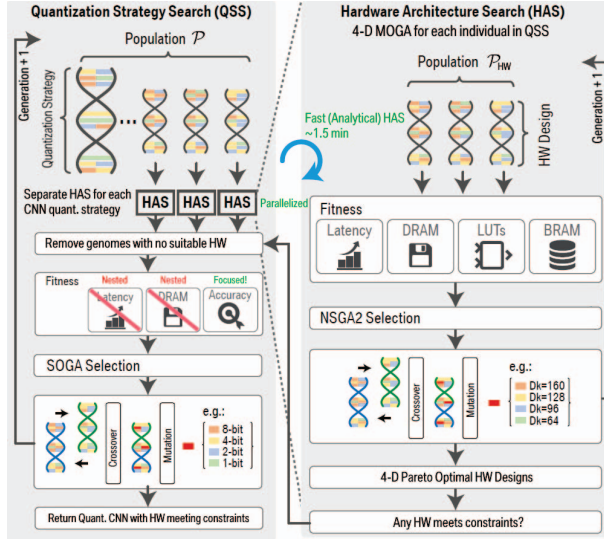 Quantization Strategy Search (QSS)
Population 𝒫
Generation + 1
Quantization Strategy
...
Separate HAS for each
CNN quant. strategy
HAS
HAS
HAS
Parallelized
Remove genomes with no suitable HW
Fitness
Nested
Latency
Nested
DRAM
Focused!
Accuracy
SOGA Selection
Crossover
Mutation
e.g.:
8-bit
4-bit
2-bit
1-bit
Return Quant. CNN with HW meeting constraints
Fast (Analytical) HAS
~1.5 min
Hardware Architecture Search (HAS)
4-D MOGA for each individual in QSS
Population 𝒫HW
Generation + 1
HW Design
Fitness
Latency
DRAM
LUTs
BRAM
NSGA2 Selection
Crossover
Mutation
e.g.:
Dk=160
Dk=128
Dk=96
Dk=64
4-D Pareto Optimal HW Designs
Any HW meets constraints?